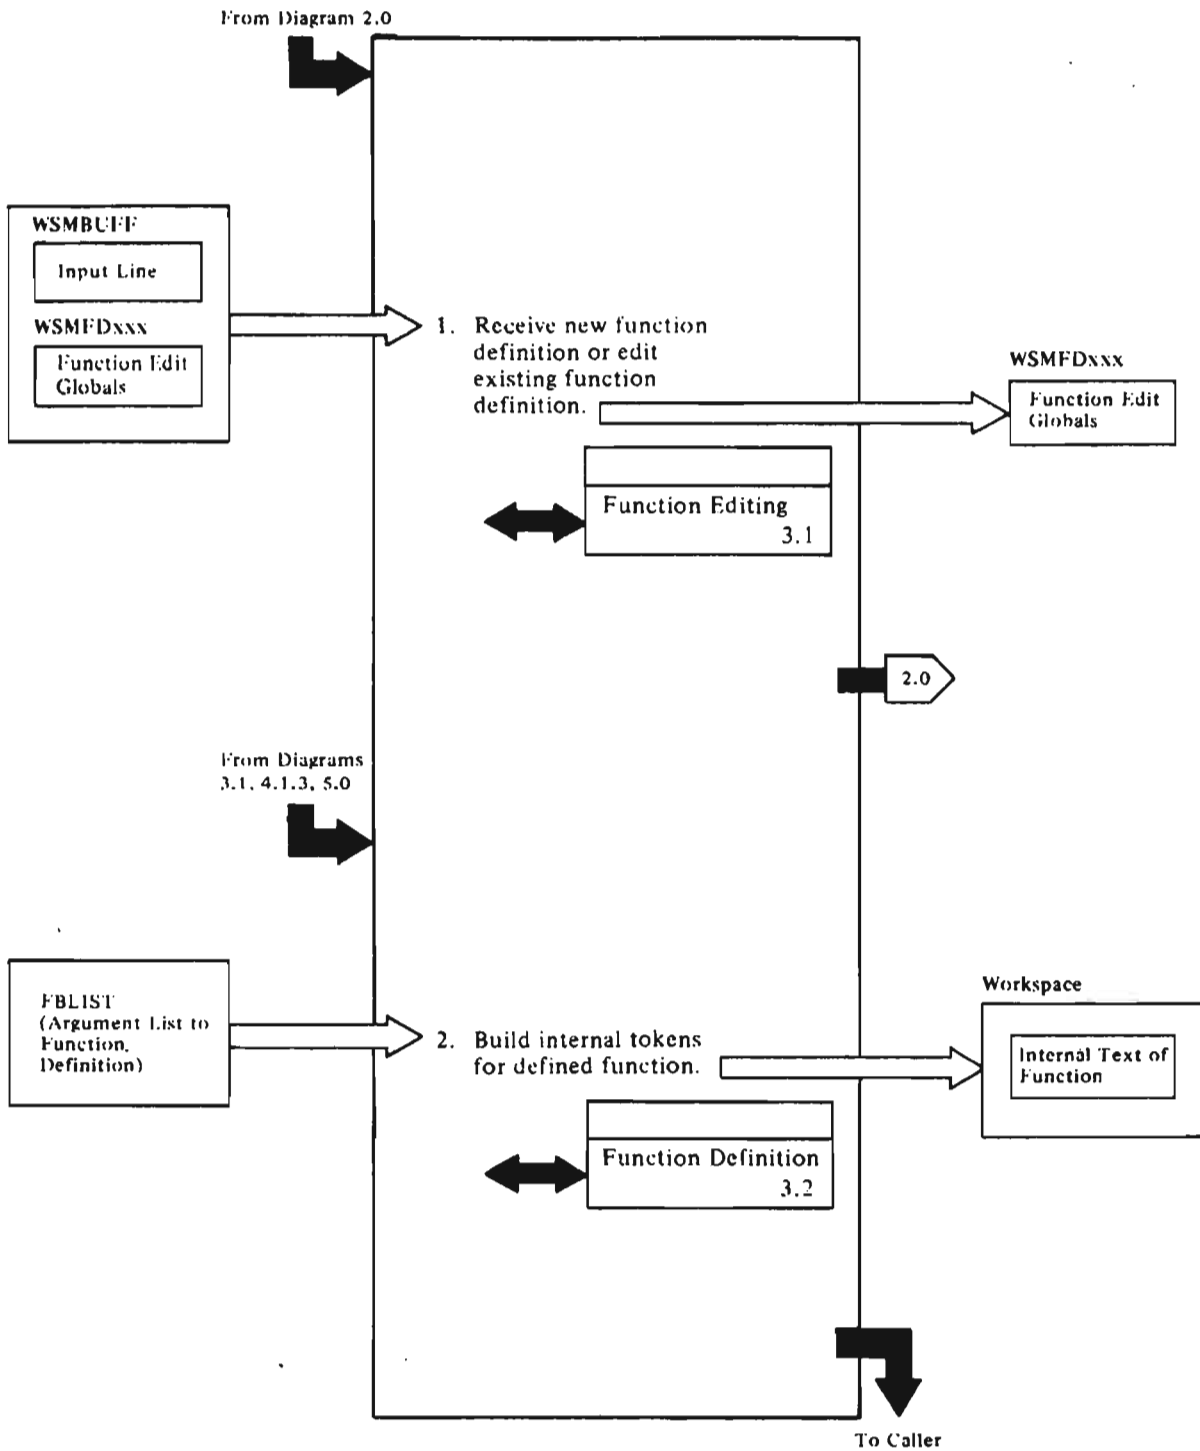 From Diagram 2.0
WSMBUFF
Input Line
WSMFDxxx
Function Edit
Globals
1. Receive new function
definition or edit
existing function
definition.
WSMFDxxx
Function Edit
Globals
Function Editing
3.1
2.0
From Diagrams
3.1, 4.1.3, 5.0
FBLIST
(Argument List to
Function,
Definition)
2. Build internal tokens
for defined function.
Workspace
Internal Text of
Function
Function Definition
3.2
To Caller